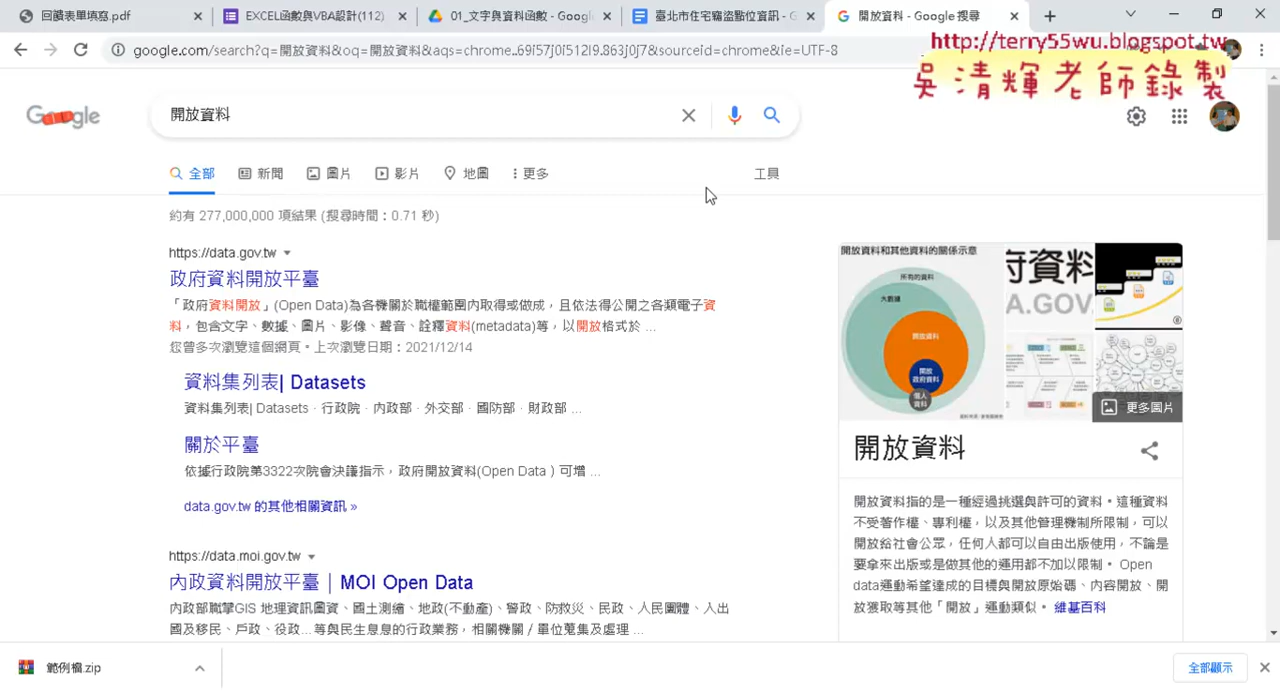 回饋表單填寫.pdf
EXCEL函數與VBA設計(112)
01_文字與資料函數 - Googl
臺北市住宅竊盜點位資訊 - G
開放資料 - Google 搜尋
google.com/search?q=開放資料&oq=開放資料&aqs=chrome..69i57j0i512l9.863j0j7&sourceid=chrome&ie=UTF-8
http://terry55wu.blogspot.tw
吳清輝老師錄製
開放資料
全部
新聞
圖片
影片
地圖
更多
工具
約有 277,000,000 項結果 (搜尋時間：0.71 秒)
https://data.gov.tw
政府資料開放平臺
「政府資料開放」(Open Data)為各機關於職權範圍內取得或做成，且依法得公開之各類電子資
料，包含文字、數據、圖片、影像、聲音、詮釋資料(metadata)等，以開放格式於 ...
您曾多次瀏覽這個網頁。上次瀏覽日期：2021/12/14
資料集列表| Datasets
資料集列表| Datasets · 行政院 · 內政部 · 外交部 · 國防部 · 財政部 ...
關於平臺
依據行政院第3322次院會決議指示，政府開放資料(Open Data ) 可增 ...
data.gov.tw 的其他相關資訊 »
https://data.moi.gov.tw
內政資料開放平臺｜MOI Open Data
內政部職掌GIS 地理資訊圖資、國土測繪、地政(不動產)、警政、防救災、民政、人民團體、人出
國及移民、戶政、役政... 等與民生息息的行政業務，相關機關／單位蒐集及處理 ...
開放資料和其他資料的關係示意
所有的資料
大數據
開放資料
開放
政府資料
個人
資料
府資料
A.GOV.
更多圖片
開放資料
開放資料指的是一種經過挑選與許可的資料。這種資料
不受著作權、專利權，以及其他管理機制所限制，可以
開放給社會公眾，任何人都可以自由出版使用，不論是
要拿來出版或是做其他的運用都不加以限制。 Open
data運動希望達成的目標與開放原始碼、內容開放、開
放獲取等其他「開放」運動類似。 維基百科
範例檔.zip
全部顯示